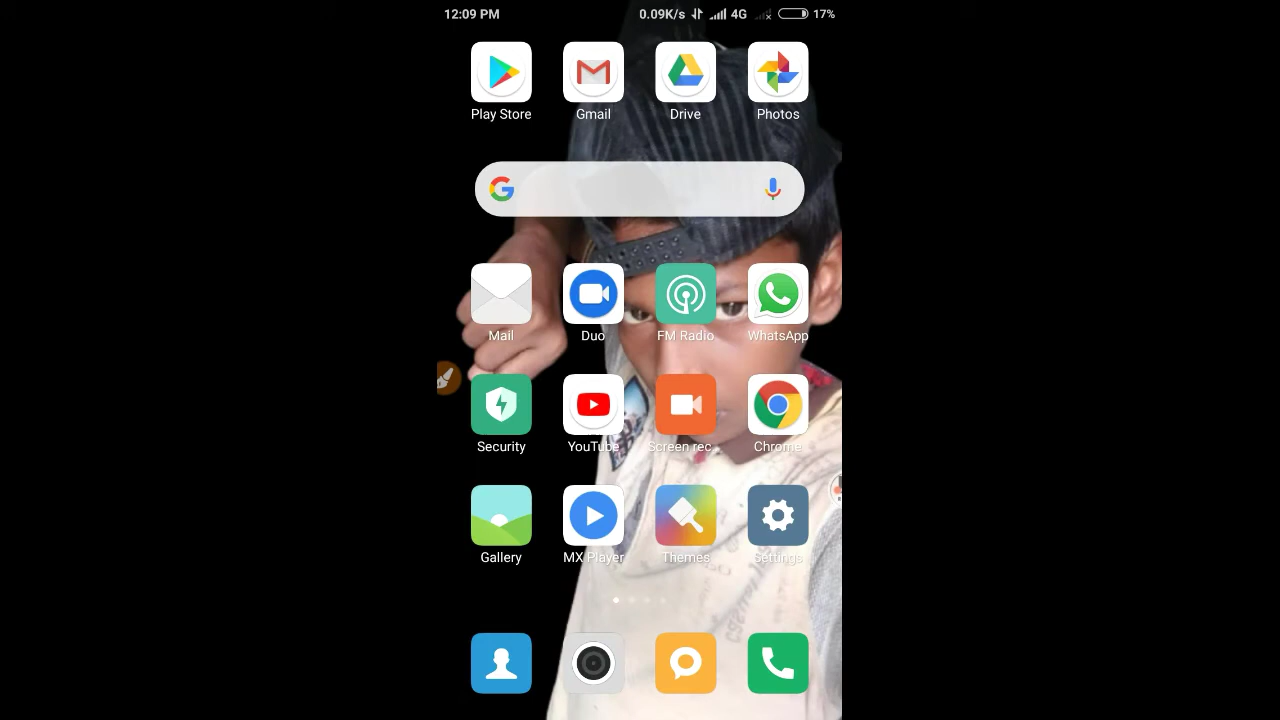 12:09 PM 0.09K/s 4G 17%
Play Store Gmail Drive Photos
Mail Duo FM Radio WhatsApp
Security YouTube Screen rec Chrome
Gallery MX Player Themes Settings
casual